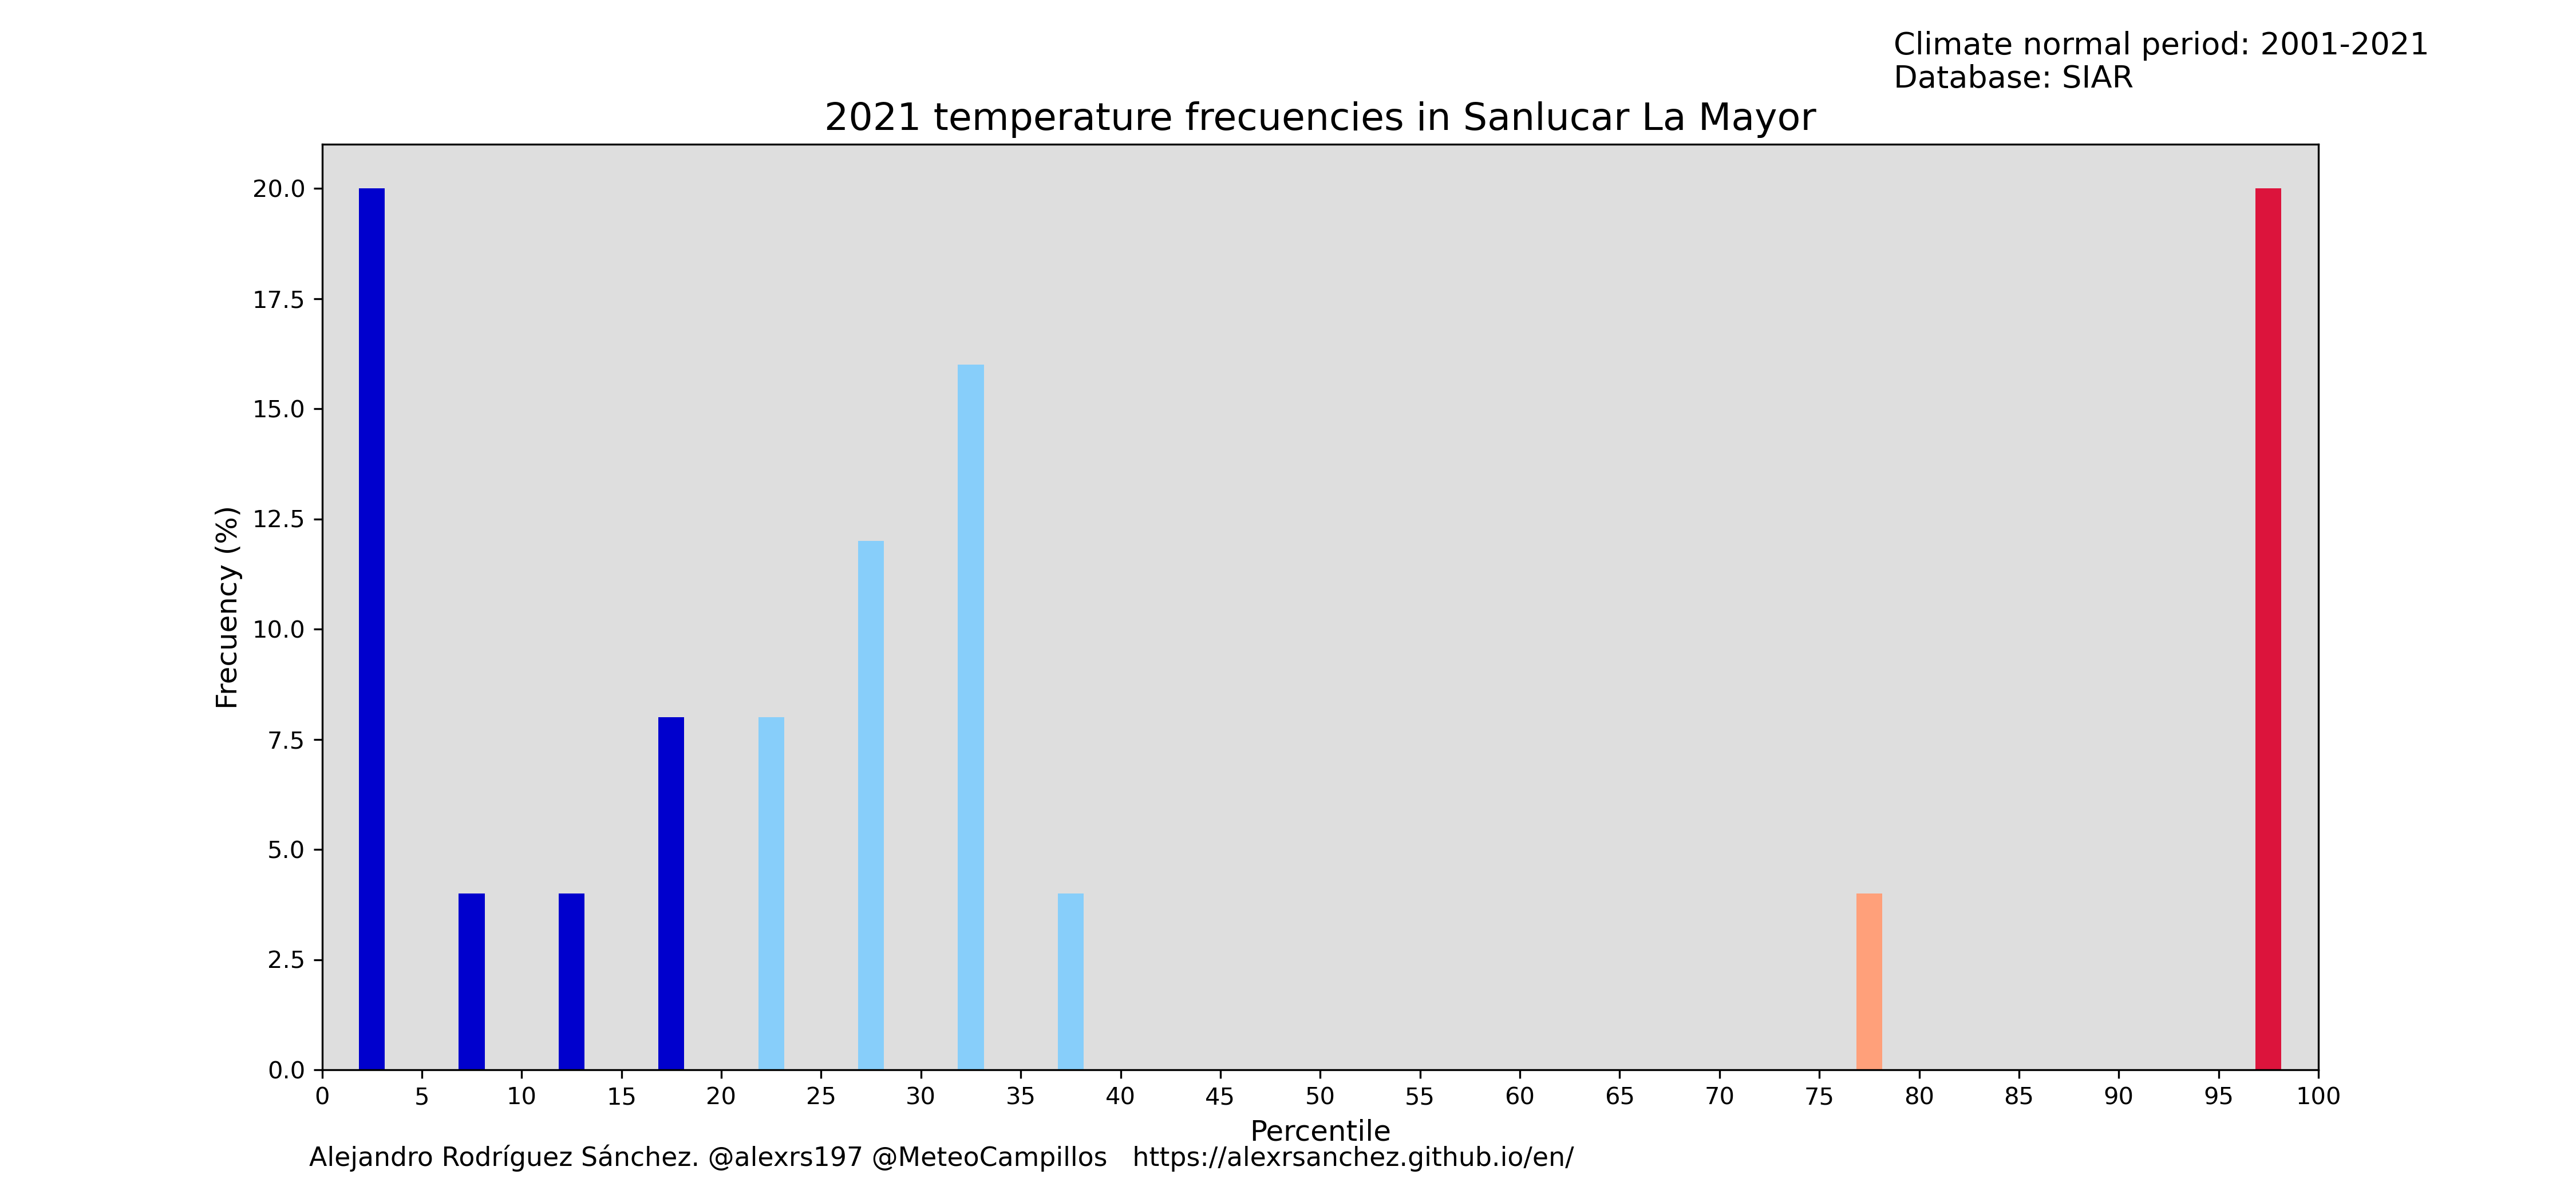 Climate normal period: 2001-2021
Database: SIAR
2021 temperature frecuencies in Sanlucar La Mayor
Frecuency (%)
20.0
17.5
15.0
12.5
10.0
7.5
5.0
2.5
0.0
0 5 10 15 20 25 30 35 40 45 50 55 60 65 70 75 80 85 90 95 100
Percentile
Alejandro Rodríguez Sánchez. @alexrs197 @MeteoCampillos https://alexrsanchez.github.io/en/